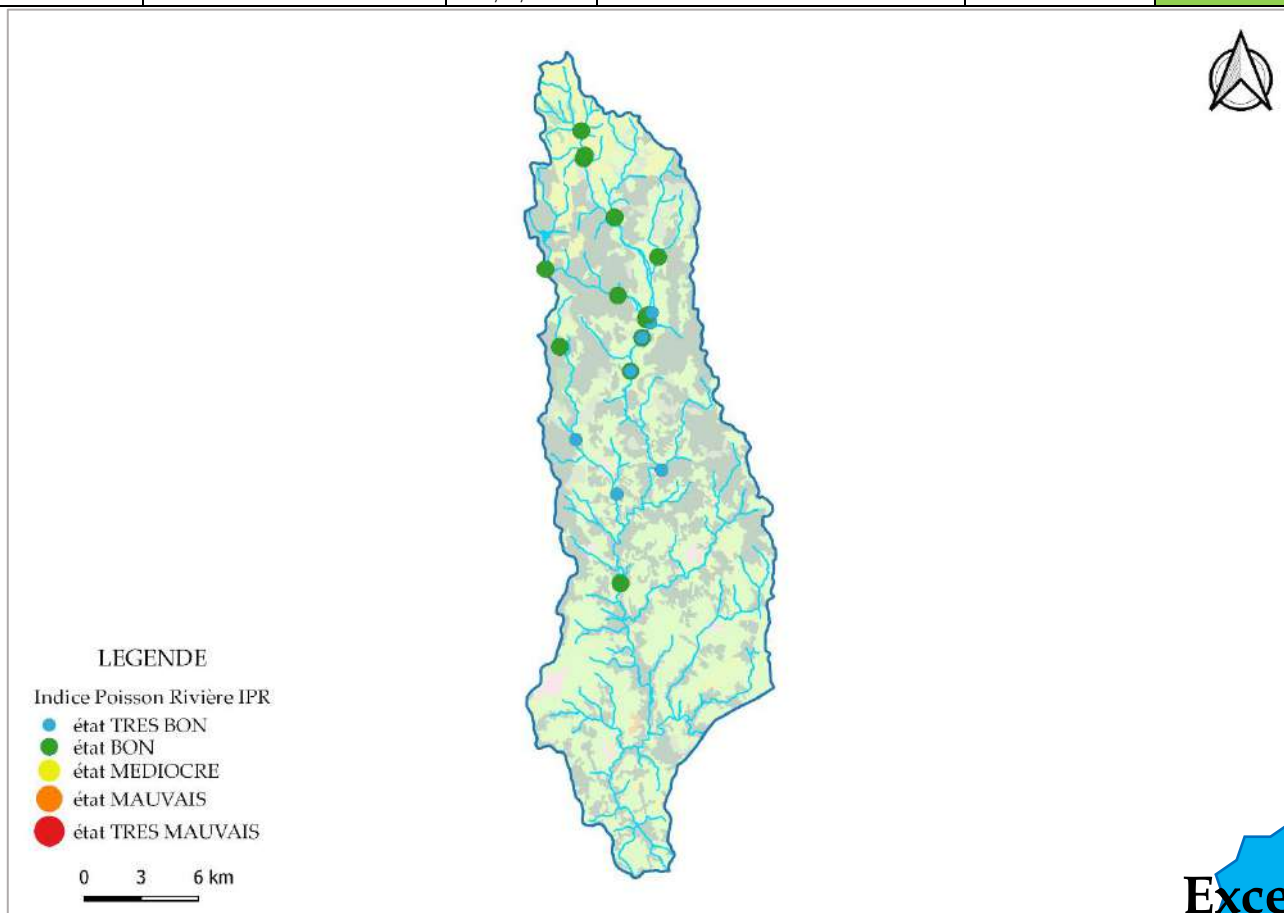 LEGENDE
Indice Poisson Rivière IPR
état TRES BON
état BON
état MEDIOCRE
état MAUVAIS
état TRES MAUVAIS
0 3 6 km
Exce